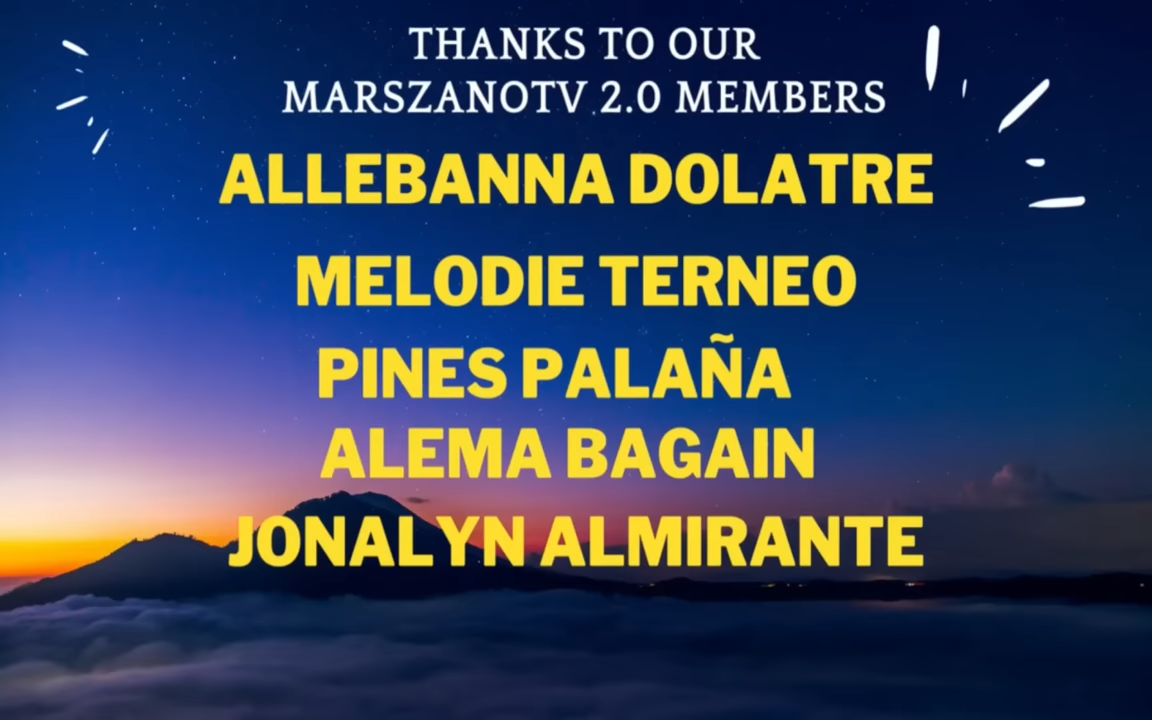 THANKS TO OUR
MARSZANOTV 2.0 MEMBERS
ALLEBANNA DOLATRE
MELODIE TERNEO
PINES PALAÑA
ALEMA BAGAIN
JONALYN ALMIRANTE